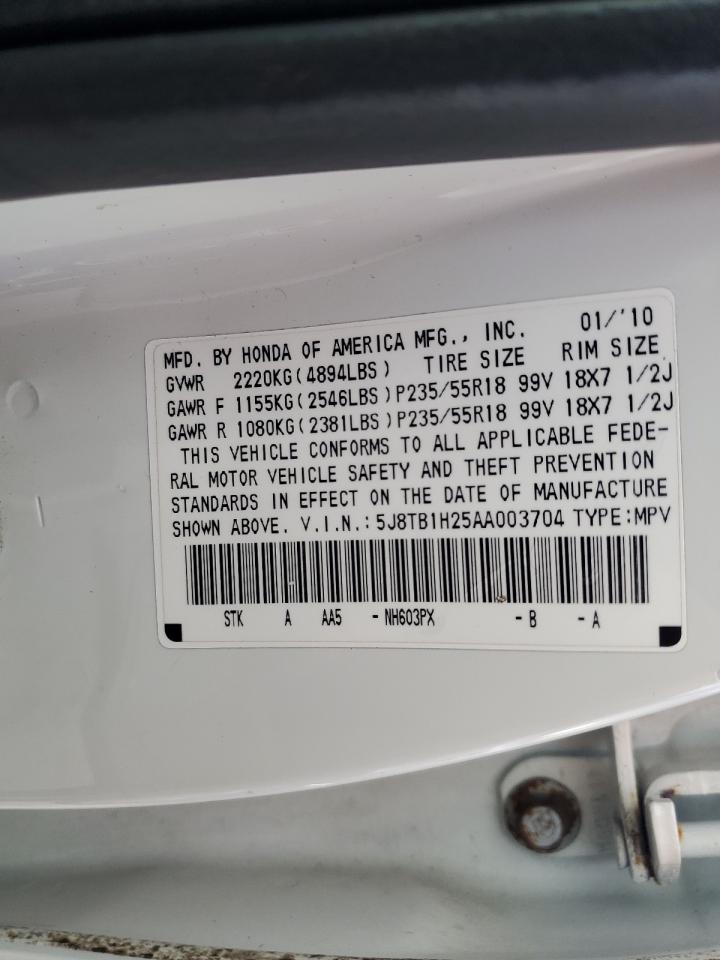 MFD. BY HONDA OF AMERICA MFG., INC. 01/'10
GVWR 2220KG(4894LBS) TIRE SIZE RIM SIZE
GAWR F 1155KG(2546LBS)P235/55R18 99V 18X7 1/2J
GAWR R 1080KG(2381LBS)P235/55R18 99V 18X7 1/2J
THIS VEHICLE CONFORMS TO ALL APPLICABLE FEDE-
RAL MOTOR VEHICLE SAFETY AND THEFT PREVENTION
STANDARDS IN EFFECT ON THE DATE OF MANUFACTURE
SHOWN ABOVE. V.I.N.:5J8TB1H25AA003704 TYPE:MPV
STK A AA5 -NH603PX -B -A